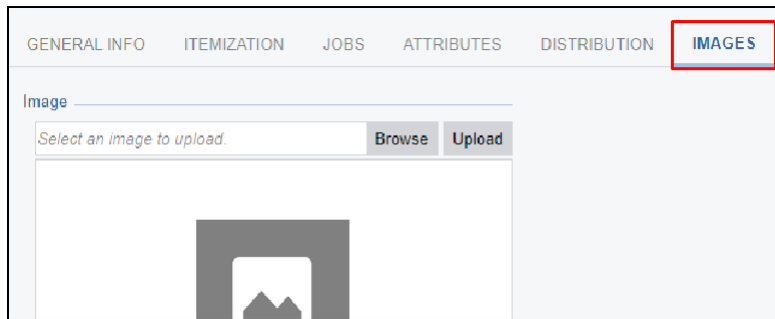 GENERAL INFO ITEMIZATION JOBS ATTRIBUTES DISTRIBUTION IMAGES
Image
Select an image to upload. Browse Upload